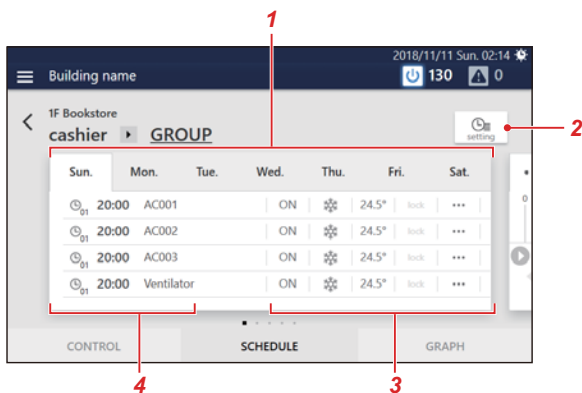 1
2018/11/11 Sun. 02:14
Building name 130 0
1F Bookstore
cashier GROUP
setting
2
Sun. Mon. Tue. Wed. Thu. Fri. Sat.
0
01 20:00 AC001 ON 24.5° lock •••
01 20:00 AC002 ON 24.5° lock •••
01 20:00 AC003 ON 24.5° lock •••
01 20:00 Ventilator ON 24.5° lock •••
CONTROL SCHEDULE GRAPH
4 3